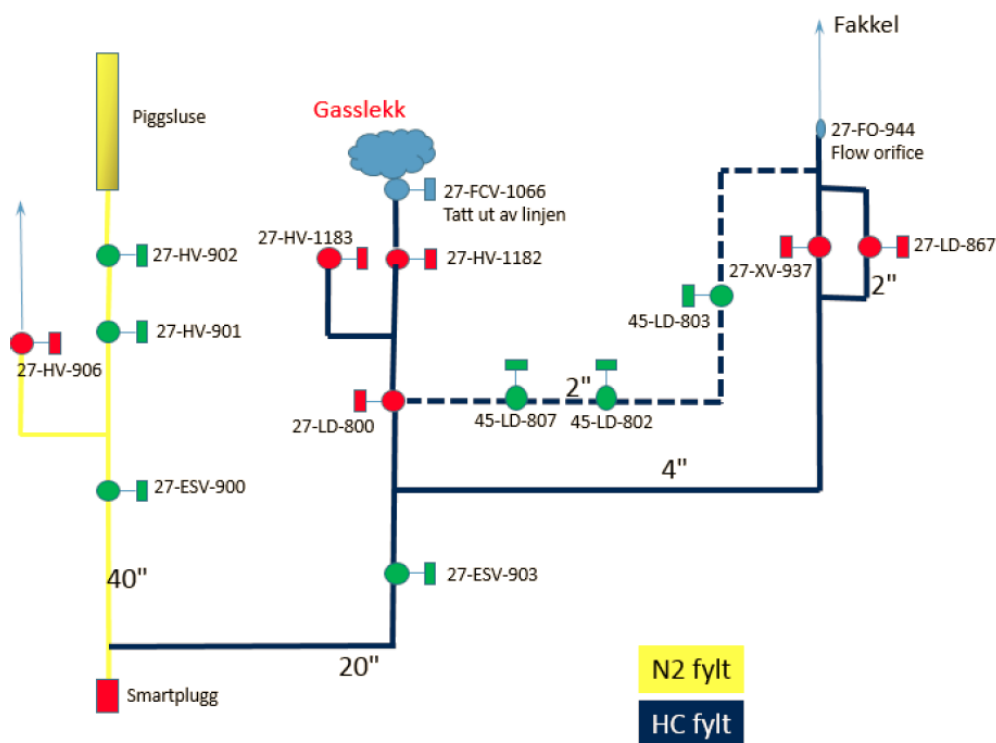 Fakkel
Piggsluse
Gasslekk
27-FO-944
Flow orifice
27-FCV-1066
Tatt ut av linjen
27-HV-902
27-HV-1183
27-HV-1182
27-XV-937
27-LD-867
2"
45-LD-803
27-HV-901
27-HV-906
27-LD-800
2"
45-LD-807
45-LD-802
27-ESV-900
4"
40"
27-ESV-903
20"
Smartplugg
N2 fylt
HC fylt